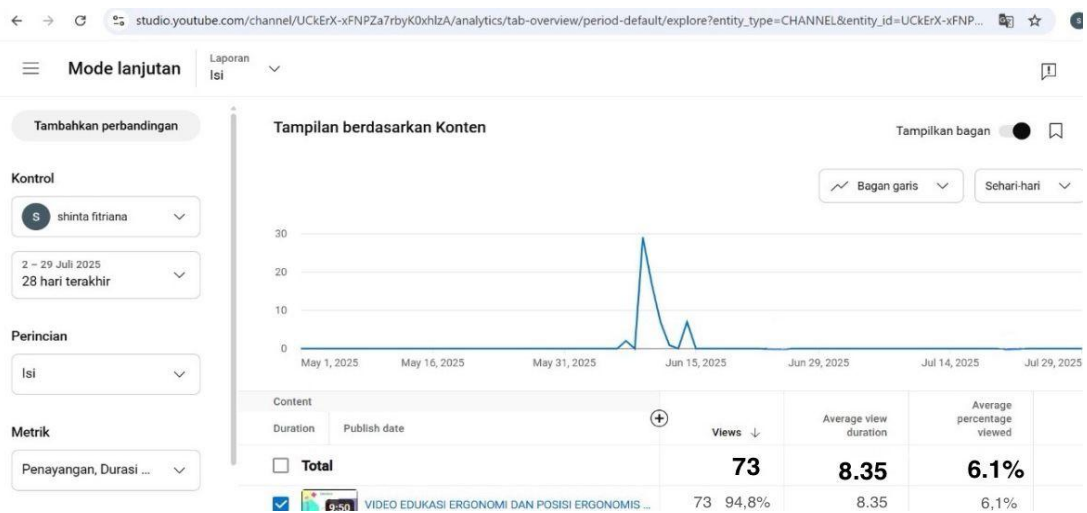 studio.youtube.com/channel/UCkErX-xFNPZa7rbyK0xhlzA/analytics/tab-overview/period-default/explore?entity_type=CHANNEL&entity_id=UCkErX-xFNP...
Mode lanjutan
Laporan
Isi
Tambahkan perbandingan
Kontrol
S shinta fitriana
2 – 29 Juli 2025
28 hari terakhir
Perincian
Isi
Metrik
Penayangan, Durasi ...
Tampilan berdasarkan Konten
Tampilkan bagan
Bagan garis
Sehari-hari
30
20
10
0
May 1, 2025 May 16, 2025 May 31, 2025 Jun 15, 2025 Jun 29, 2025 Jul 14, 2025 Jul 29, 2025
Content
Duration Publish date Views Average view duration Average percentage viewed
Total 73 8.35 6.1%
9:50 VIDEO EDUKASI ERGONOMI DAN POSISI ERGONOMIS ... 73 94,8% 8.35 6,1%